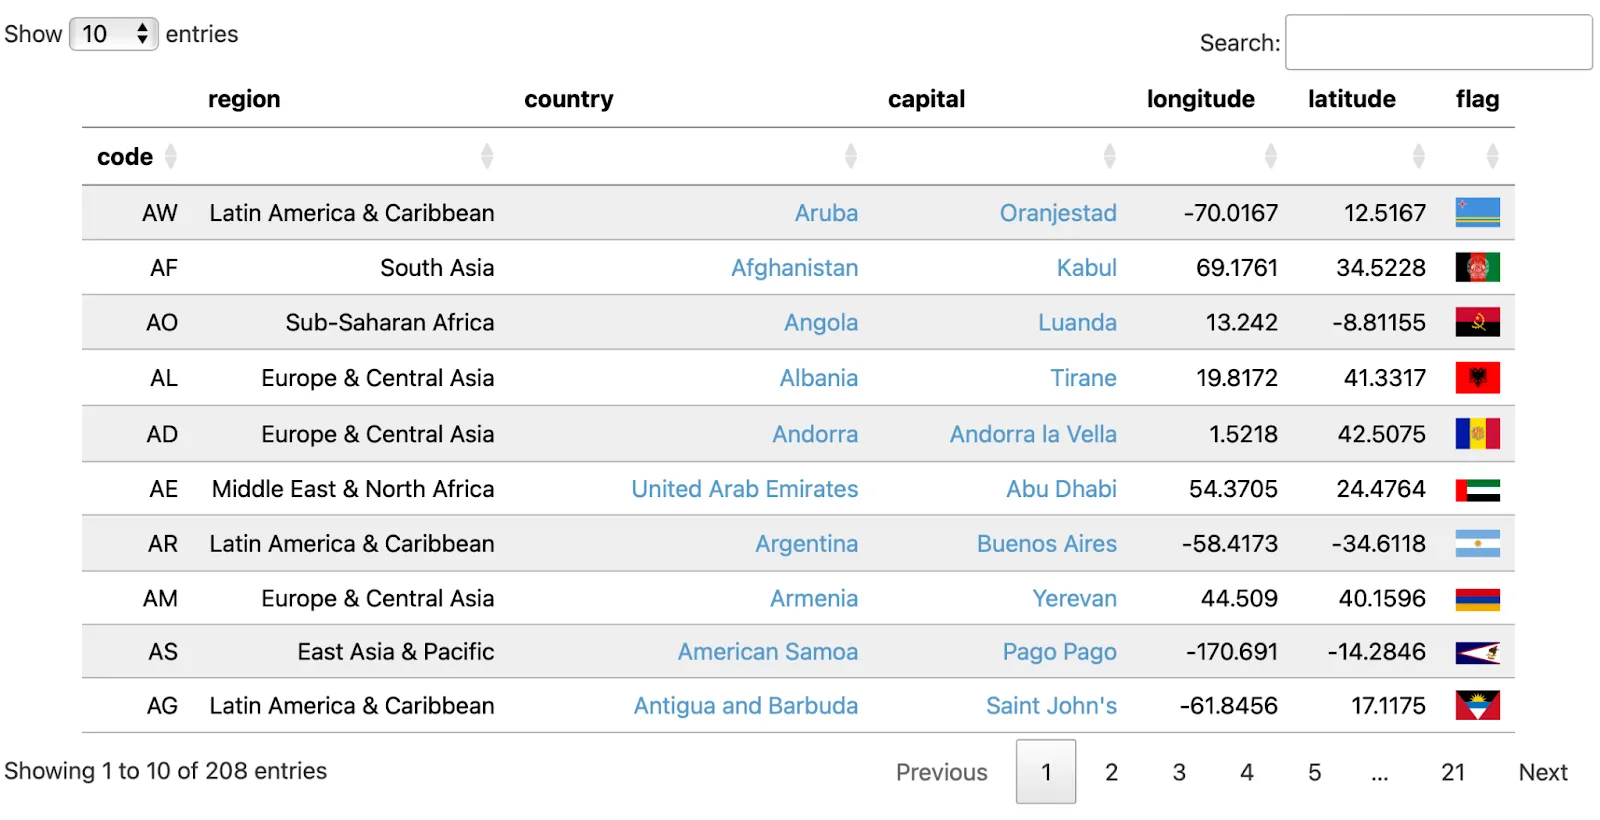 Show 10 entries
Search:
region country capital longitude latitude flag
code
AW Latin America & Caribbean Aruba Oranjestad -70.0167 12.5167
AF South Asia Afghanistan Kabul 69.1761 34.5228
AO Sub-Saharan Africa Angola Luanda 13.242 -8.81155
AL Europe & Central Asia Albania Tirane 19.8172 41.3317
AD Europe & Central Asia Andorra Andorra la Vella 1.5218 42.5075
AE Middle East & North Africa United Arab Emirates Abu Dhabi 54.3705 24.4764
AR Latin America & Caribbean Argentina Buenos Aires -58.4173 -34.6118
AM Europe & Central Asia Armenia Yerevan 44.509 40.1596
AS East Asia & Pacific American Samoa Pago Pago -170.691 -14.2846
AG Latin America & Caribbean Antigua and Barbuda Saint John's -61.8456 17.1175
Showing 1 to 10 of 208 entries
Previous 1 2 3 4 5 ... 21 Next